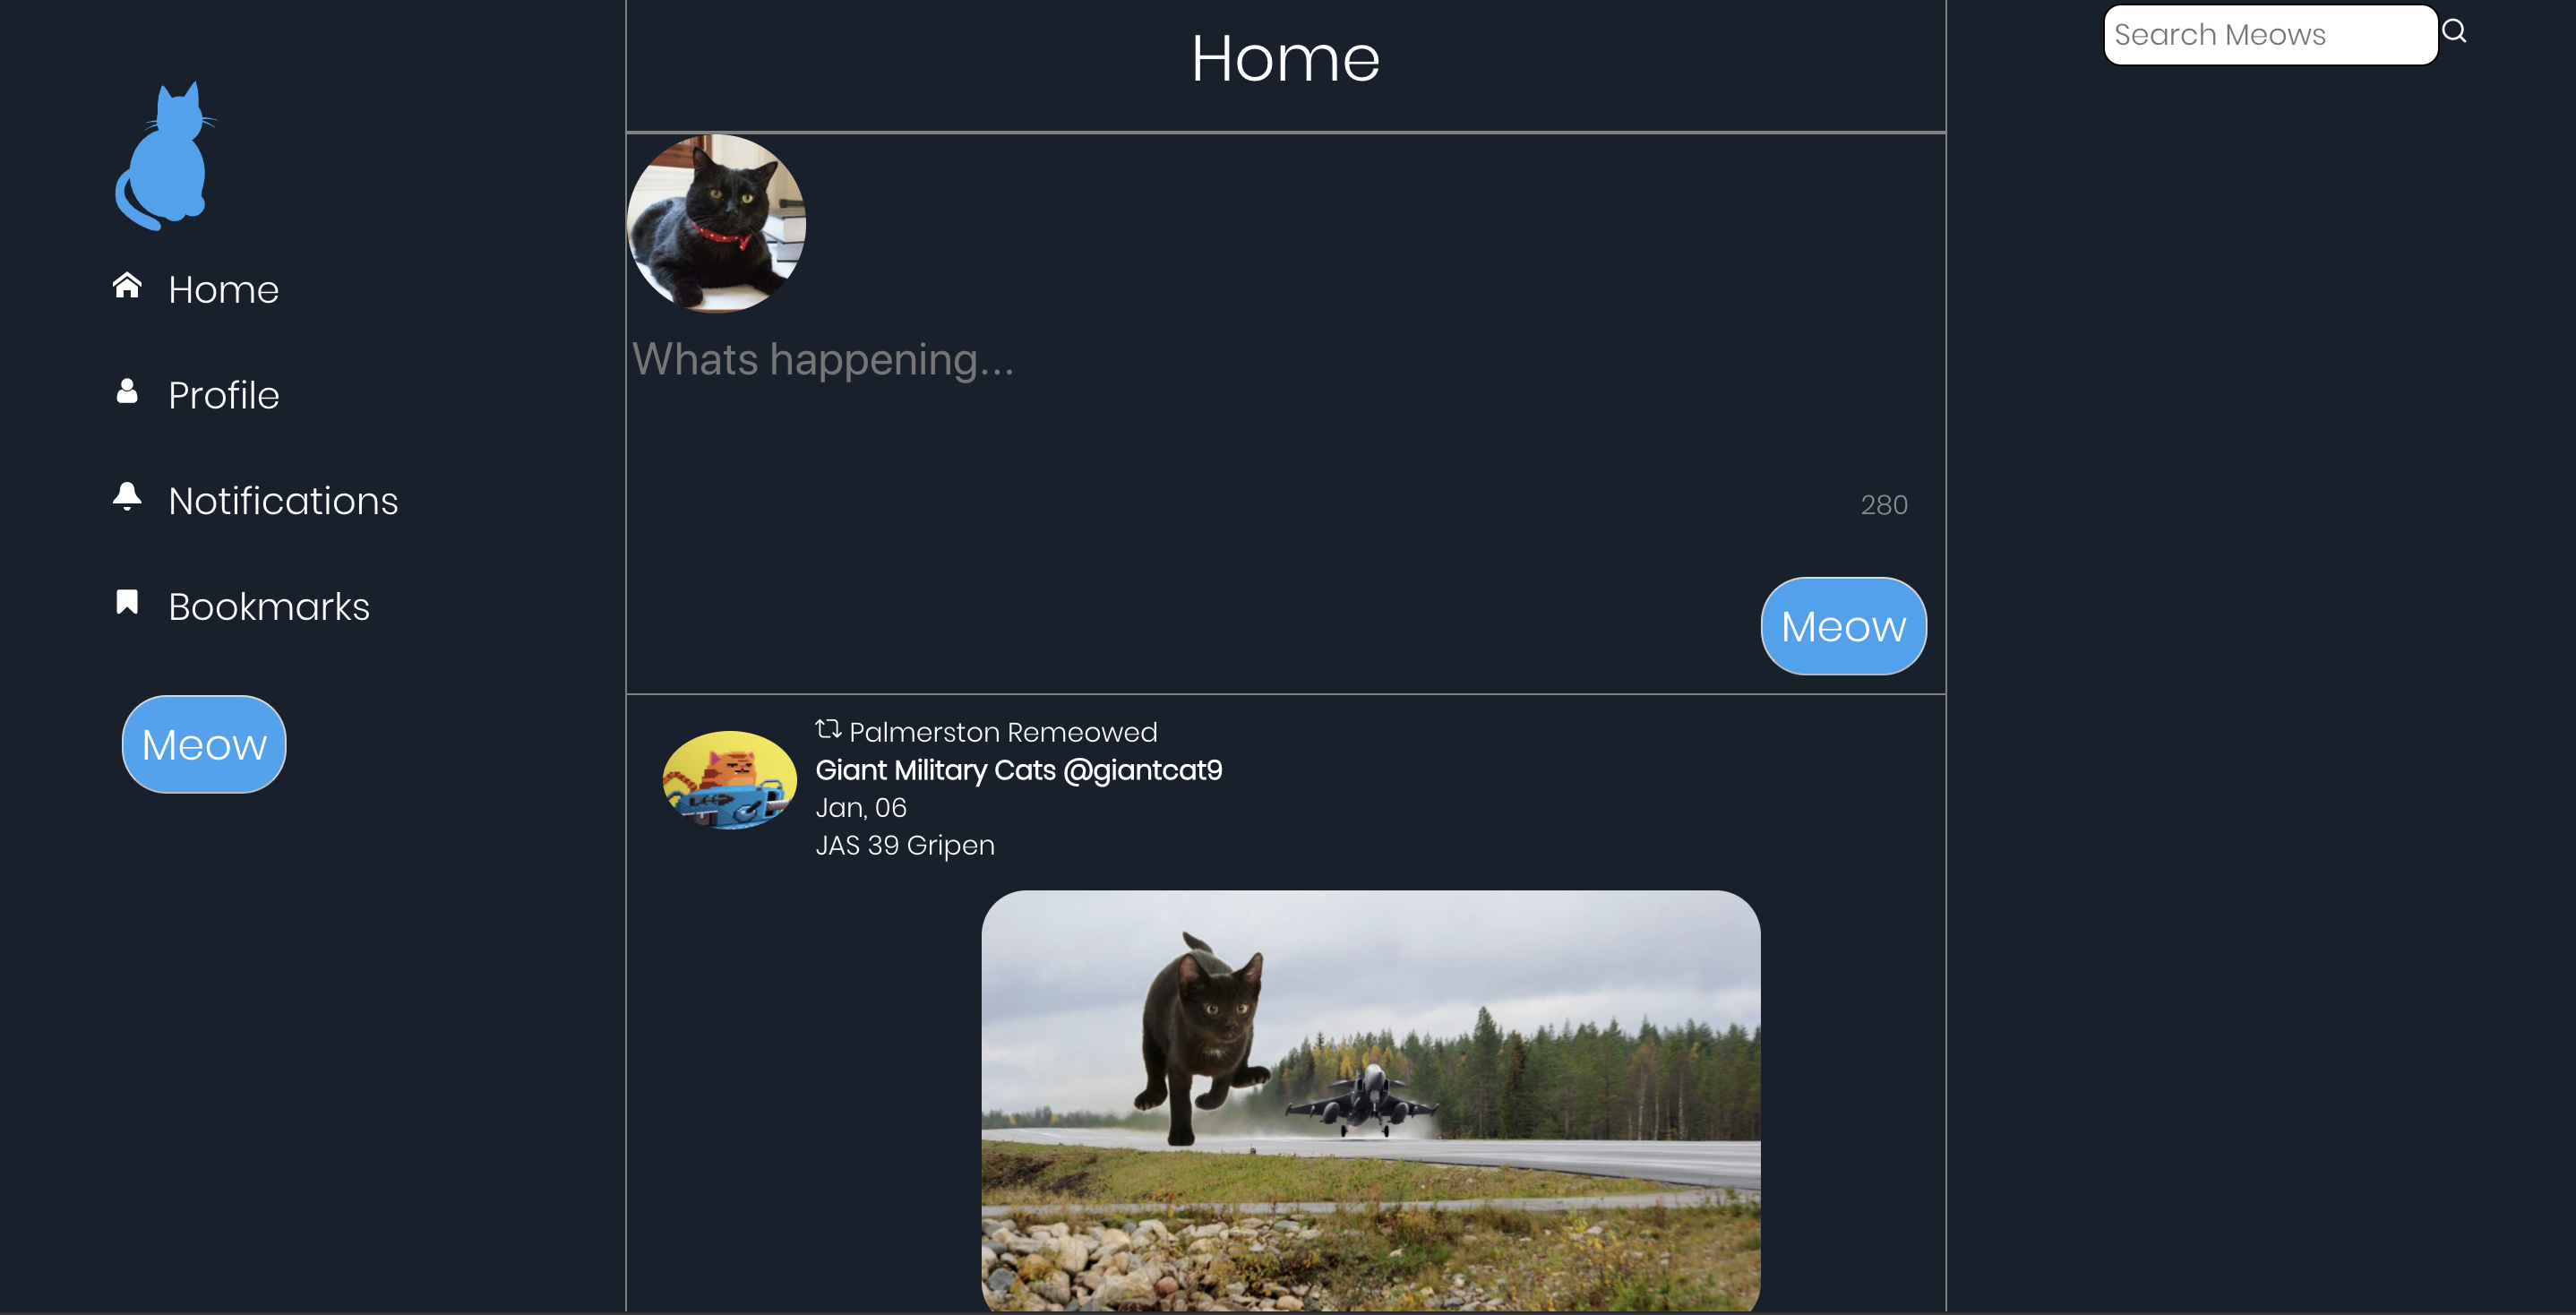 Home
Profile
Notifications
Bookmarks
Meow
Home
Whats happening...
280
Meow
Palmerston Remeowed
Giant Military Cats @giantcat9
Jan, 06
JAS 39 Gripen
Search Meows